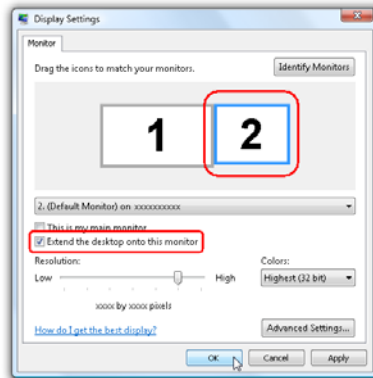 Display Settings
Monitor
Drag the icons to match your monitors.
Identify Monitors
1
2
2. (Default Monitor) on xxxxxxxxxx
This is my main monitor
Extend the desktop onto this monitor
Resolution:
Colors:
Low
High
Highest (32 bit)
xxxx by xxxx pixels
How do I get the best display?
Advanced Settings...
OK
Cancel
Apply